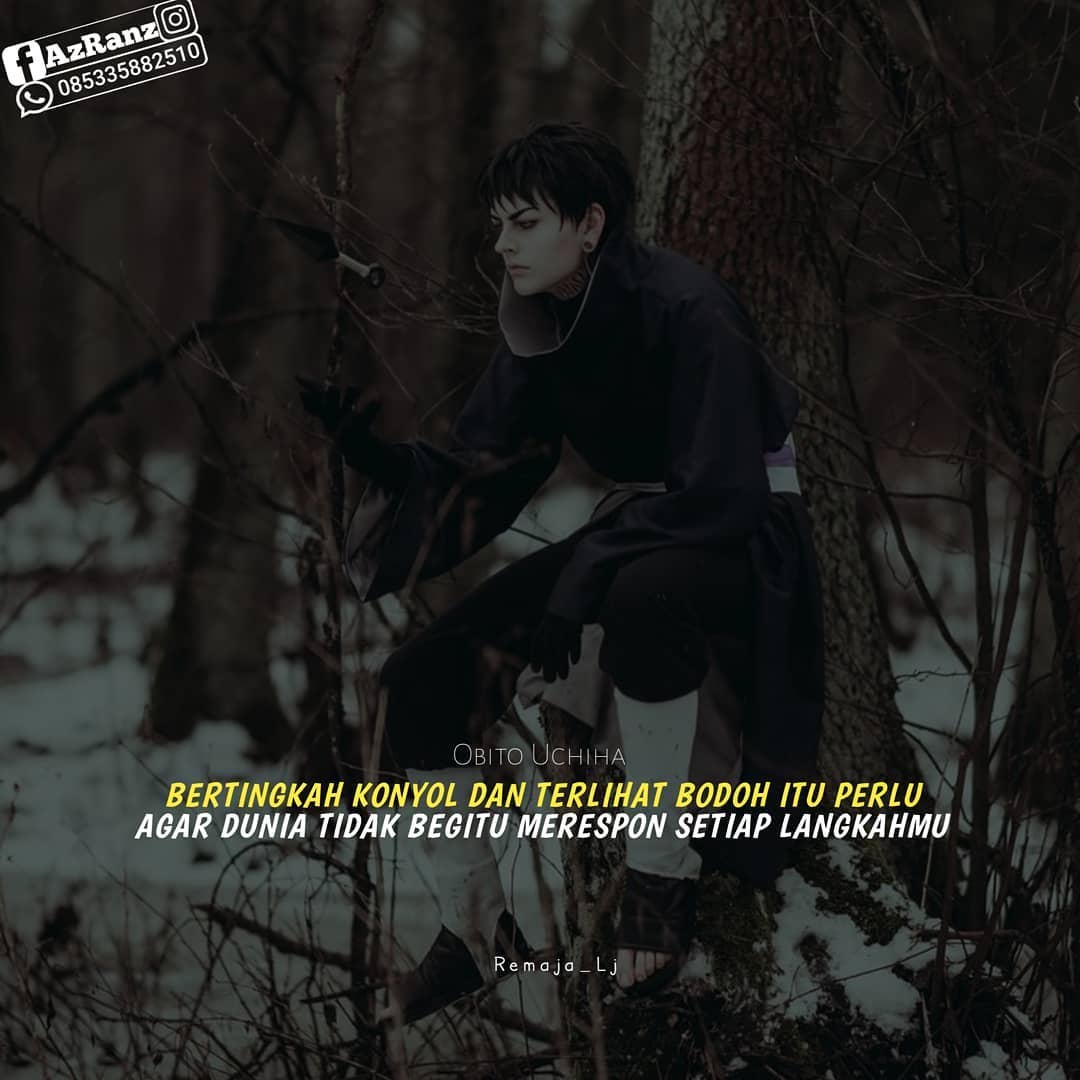 AzRanz
085335882510
Obito Uchiha
BERTINGKAH KONYOL DAN TERLIHAT BODOH ITU PERLU
AGAR DUNIA TIDAK BEGITU MERESPON SETIAP LANGKAHMU
Remaja_Lj